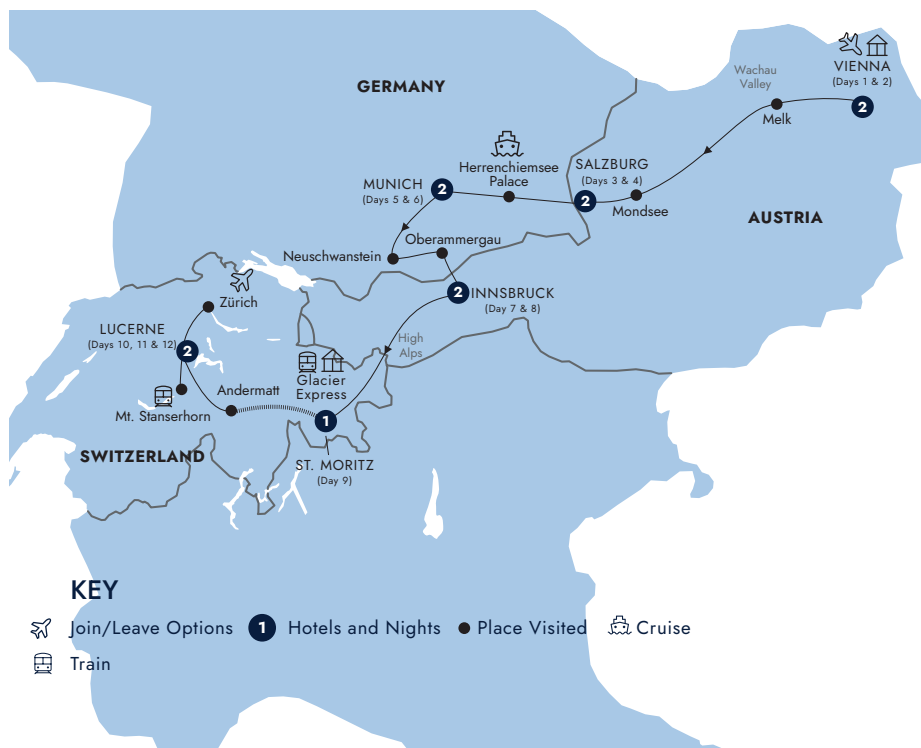 GERMANY
Wachau
Valley
VIENNA
(Days 1 & 2)
2
Melk
Herrenchiemsee
Palace
SALZBURG
(Days 3 & 4)
2
Mondsee
MUNICH
(Days 5 & 6)
2
AUSTRIA
Oberammergau
Neuschwanstein
2
INNSBRUCK
(Day 7 & 8)
Zürich
LUCERNE
(Days 10, 11 & 12)
2
High
Alps
Glacier
Express
Andermatt
Mt. Stanserhorn
1
SWITZERLAND
ST. MORITZ
(Day 9)
KEY
Join/Leave Options
1
Hotels and Nights
Place Visited
Cruise
Train